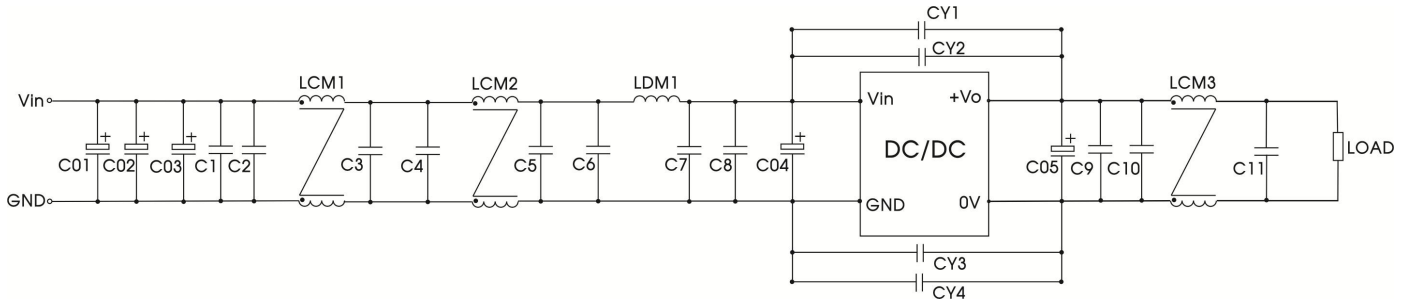 CY1
CY2
LCM1
LCM2
LDM1
LCM3
Vin
Vin
+Vo
+
+
+
+
+
DC/DC
LOAD
C01
C02
C03
C1
C2
C3
C4
C5
C6
C7
C8
C04
C05
C9
C10
C11
GND
GND
0V
CY3
CY4